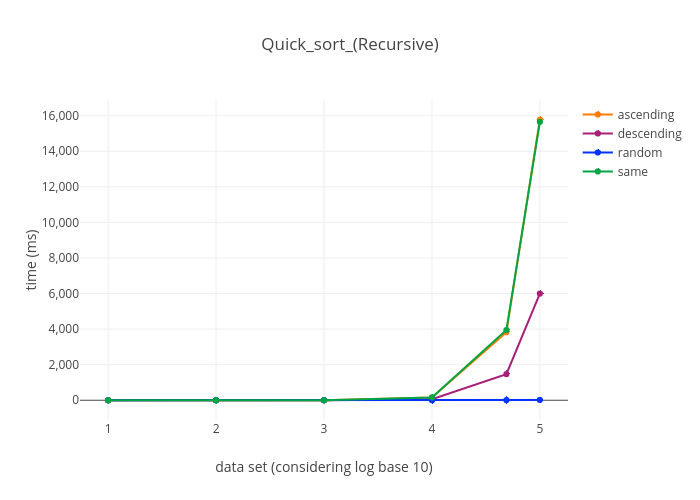 Quick_sort_(Recursive)
16,000
14,000
12,000
10,000
8,000
6,000
4,000
2,000
0
time (ms)
1 2 3 4 5
data set (considering log base 10)
ascending
descending
random
same